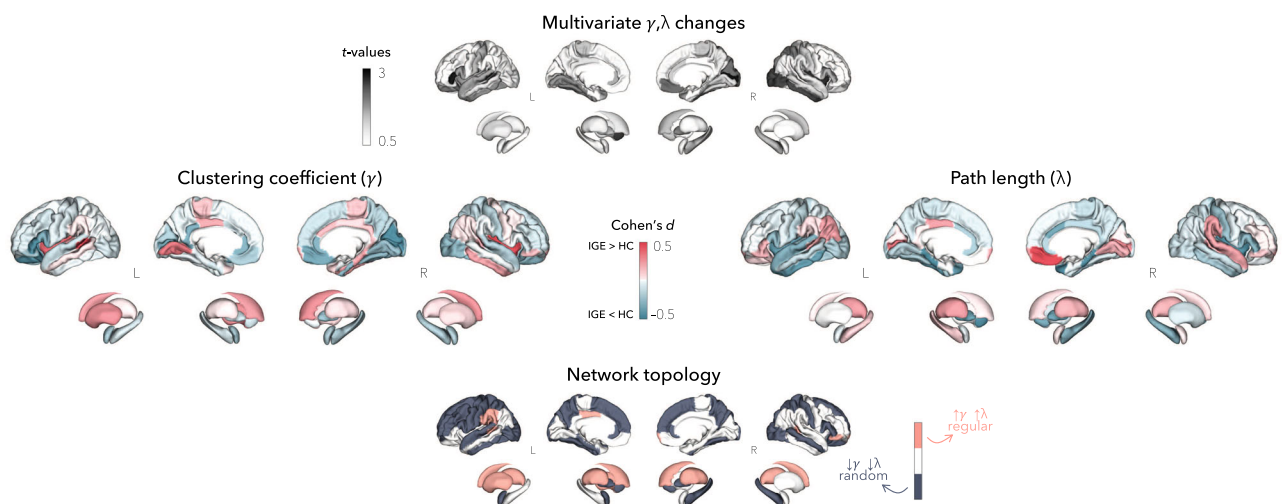 Multivariate γ,λ changes
t-values
3
0.5
L
R
Clustering coefficient (γ)
Path length (λ)
Cohen's d
IGE > HC
0.5
IGE < HC
–0.5
L
R
L
R
Network topology
L
R
↑γ ↑λ
regular
↓γ ↓λ
random